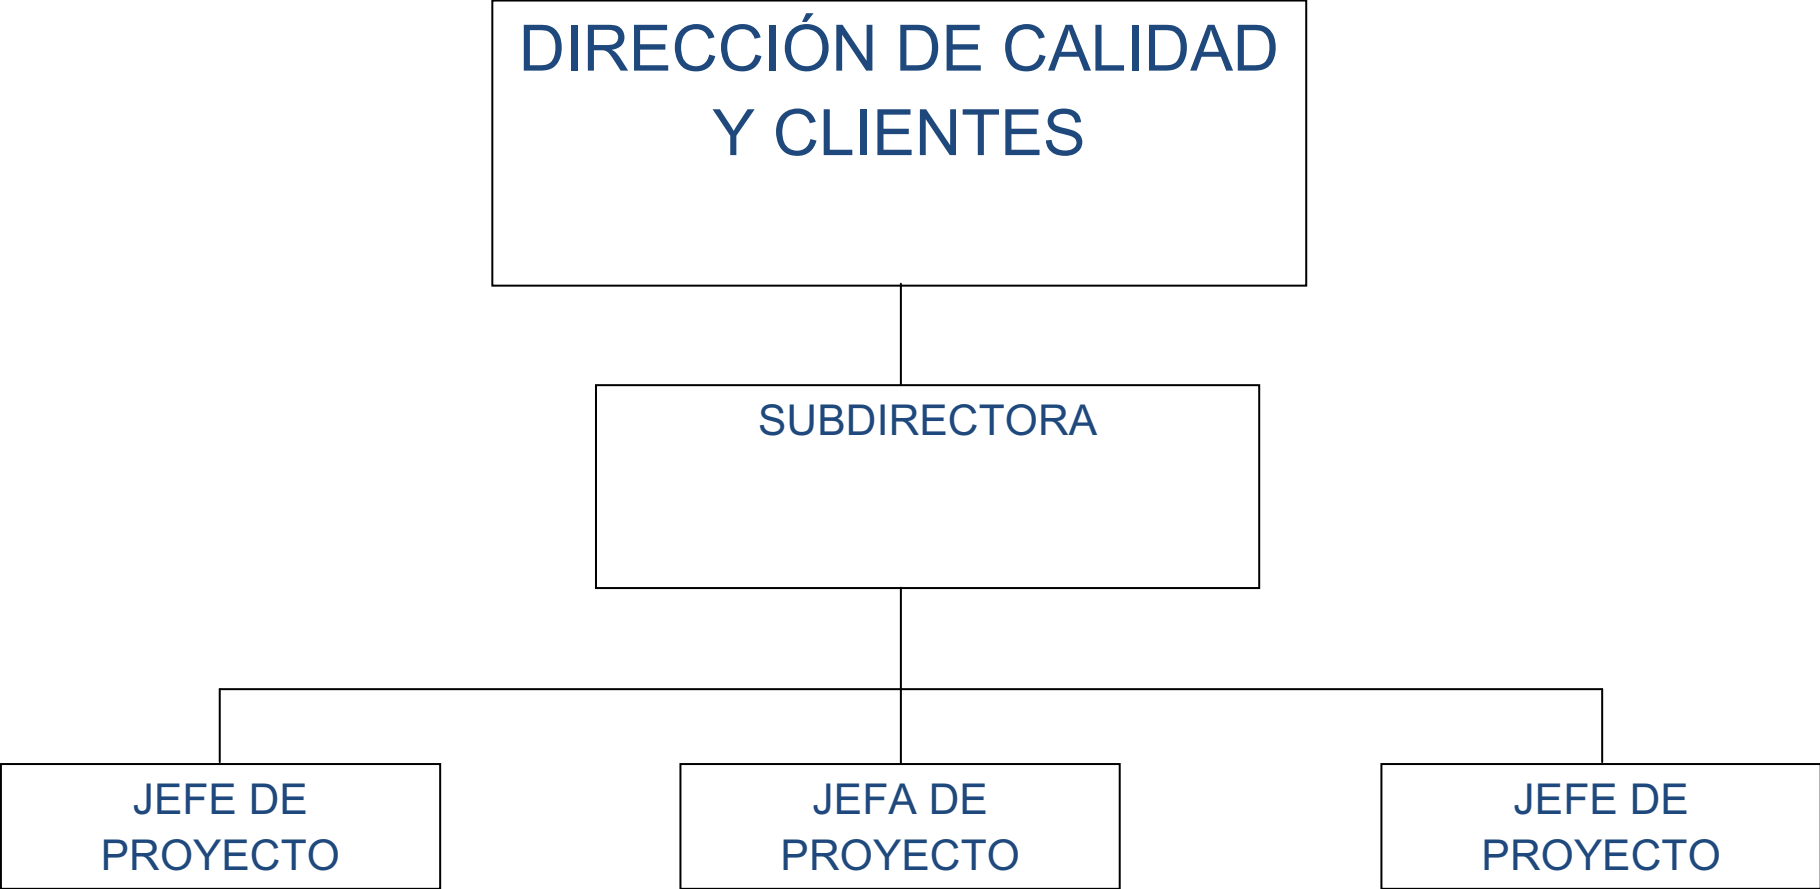 DIRECCIÓN DE CALIDAD
Y CLIENTES
SUBDIRECTORA
JEFE DE
PROYECTO
JEFA DE
PROYECTO
JEFE DE
PROYECTO